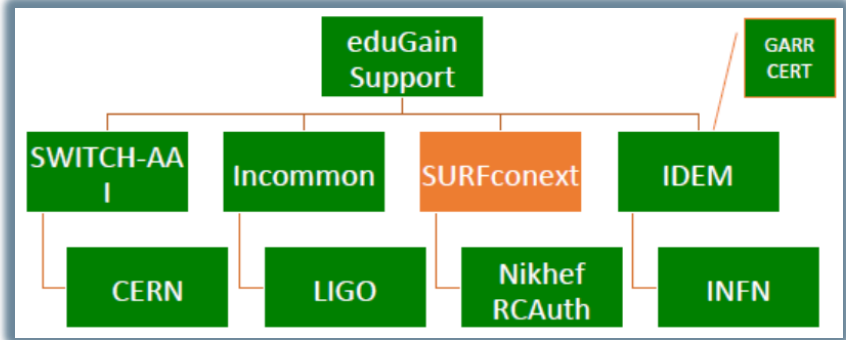 eduGain
Support
GARR
CERT
SWITCH-AA
I
Incommon
SURFconext
IDEM
CERN
LIGO
Nikhef
RCAuth
INFN